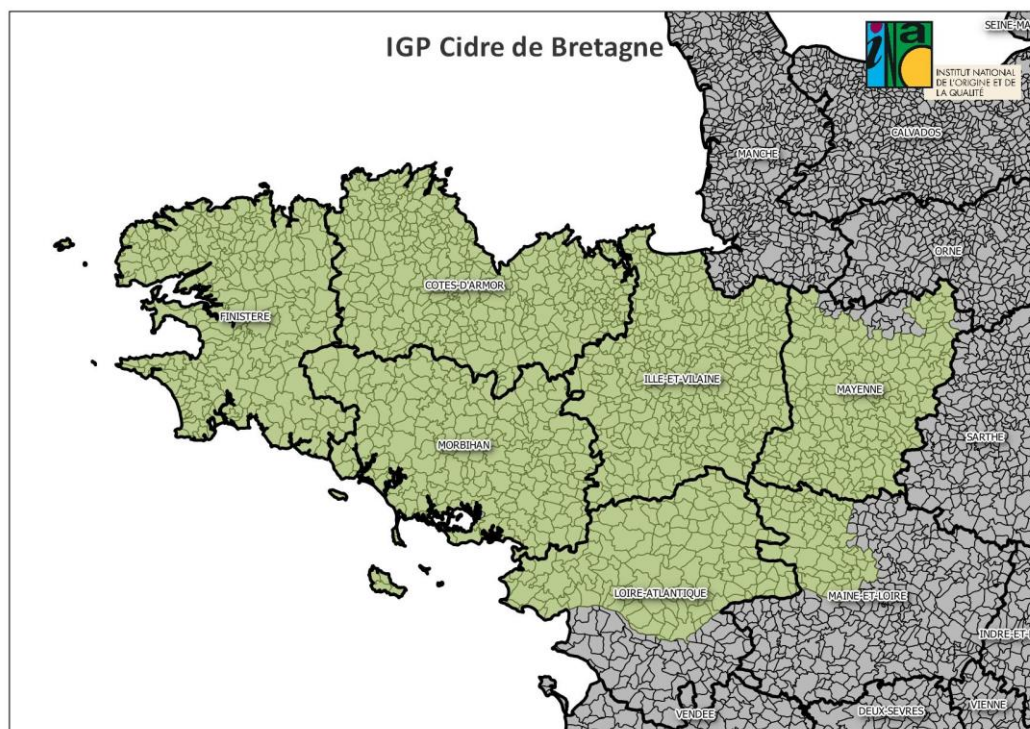 SEINE-MA
IGP Cidre de Bretagne
INAO
INSTITUT NATIONAL
DE L'ORIGINE ET DE
LA QUALITÉ
CALVADOS
MANCHE
ORNE
COTES-D'ARMOR
FINISTERE
ILLE-ET-VILAINE
MAYENNE
SARTHE
MORBIHAN
LOIRE-ATLANTIQUE
MAINE-ET-LOIRE
INDRE-ET-
VIENNE
DEUX-SEVRES
VENDEE